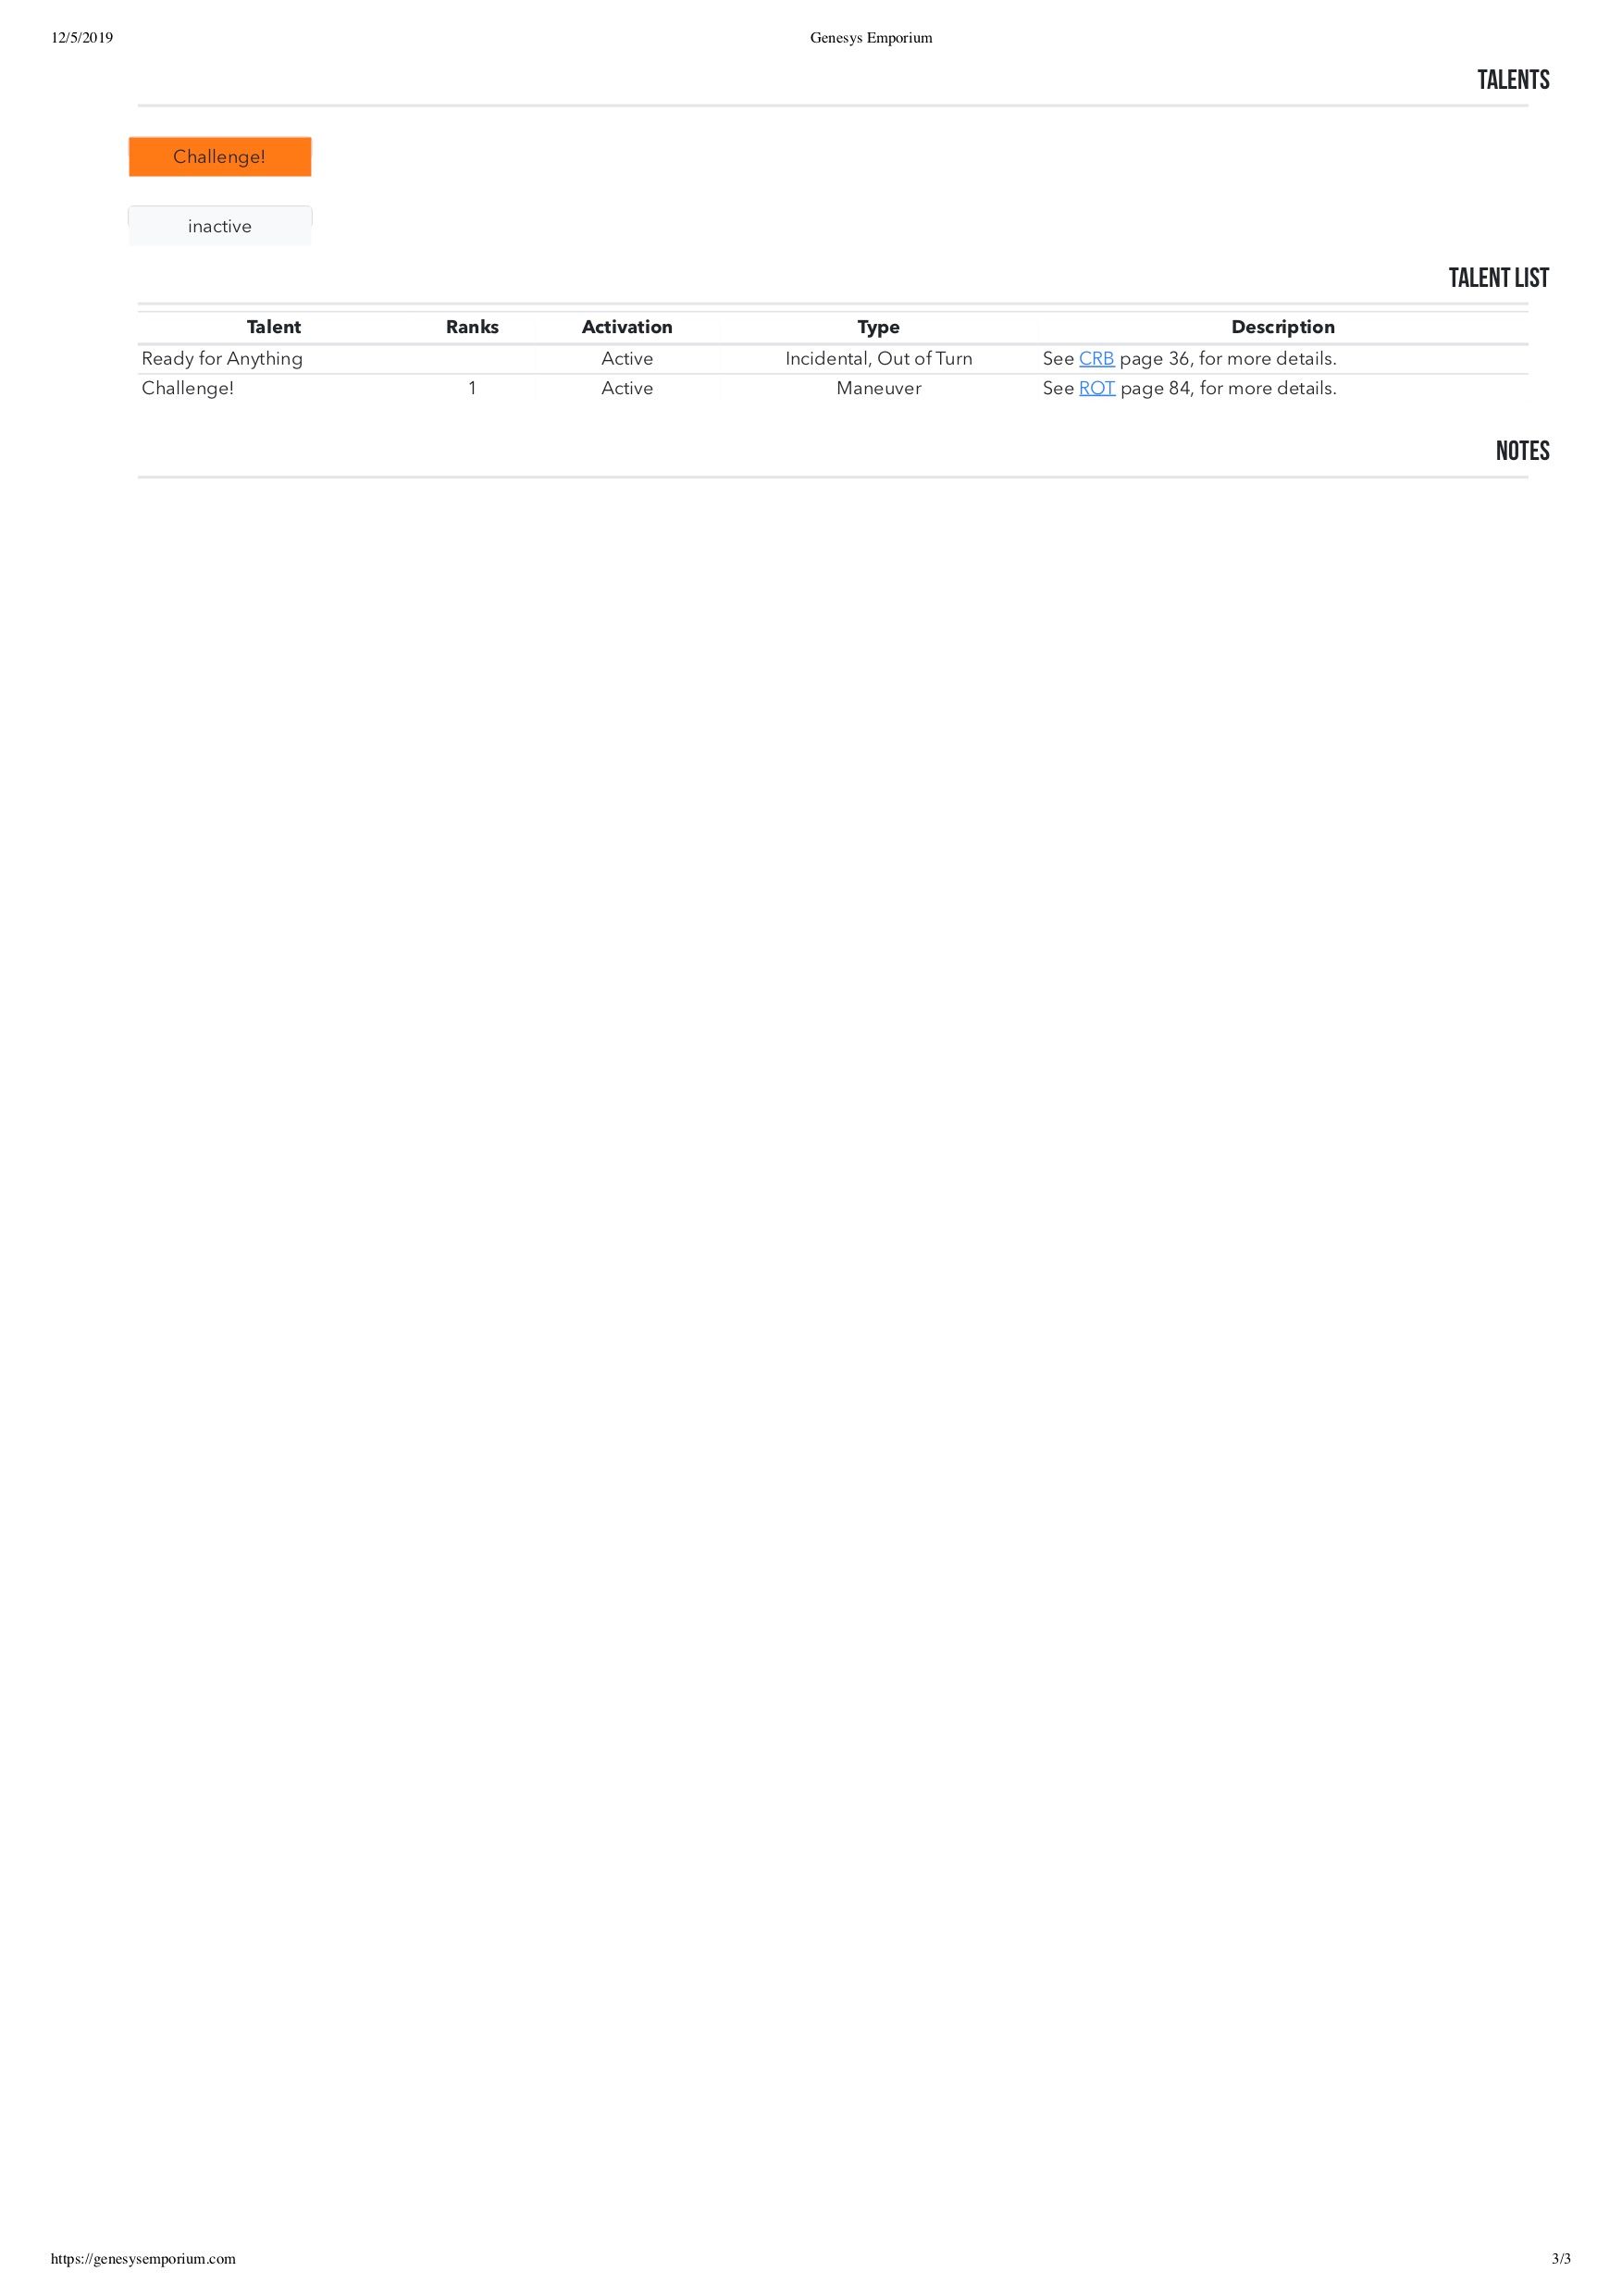 12/5/2019 Genesys Emporium
TALENTS
Challenge!
inactive
TALENT LIST
Talent Ranks Activation Type Description
Ready for Anything Active Incidental, Out of Turn See CRB page 36, for more details.
Challenge! 1 Active Maneuver See ROT page 84, for more details.
NOTES
https://genesysemporium.com 3/3